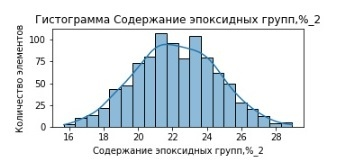 Гистограмма Содержание эпоксидных групп,%_2
Количество элементов
100
75
50
25
0
16 18 20 22 24 26 28
Содержание эпоксидных групп,%_2